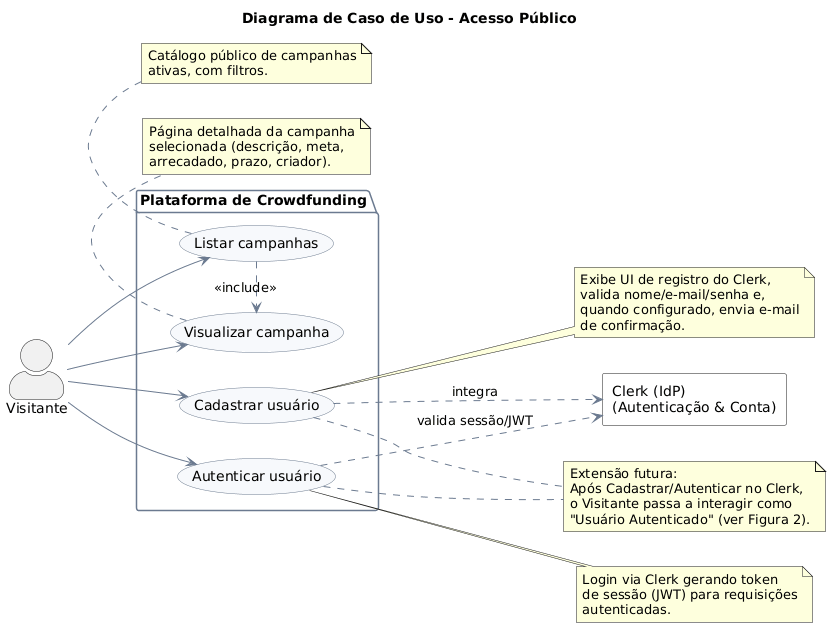 Diagrama de Caso de Uso - Acesso Público
Catálogo público de campanhas
ativas, com filtros.
Página detalhada da campanha
selecionada (descrição, meta,
arrecadado, prazo, criador).
Plataforma de Crowdfunding
Listar campanhas
«include»
Visualizar campanha
Cadastrar usuário
Autenticar usuário
Visitante
Exibe UI de registro do Clerk,
valida nome/e-mail/senha e,
quando configurado, envia e-mail
de confirmação.
integra
Clerk (IdP)
(Autenticação & Conta)
valida sessão/JWT
Extensão futura:
Após Cadastrar/Autenticar no Clerk,
o Visitante passa a interagir como
"Usuário Autenticado" (ver Figura 2).
Login via Clerk gerando token
de sessão (JWT) para requisições
autenticadas.